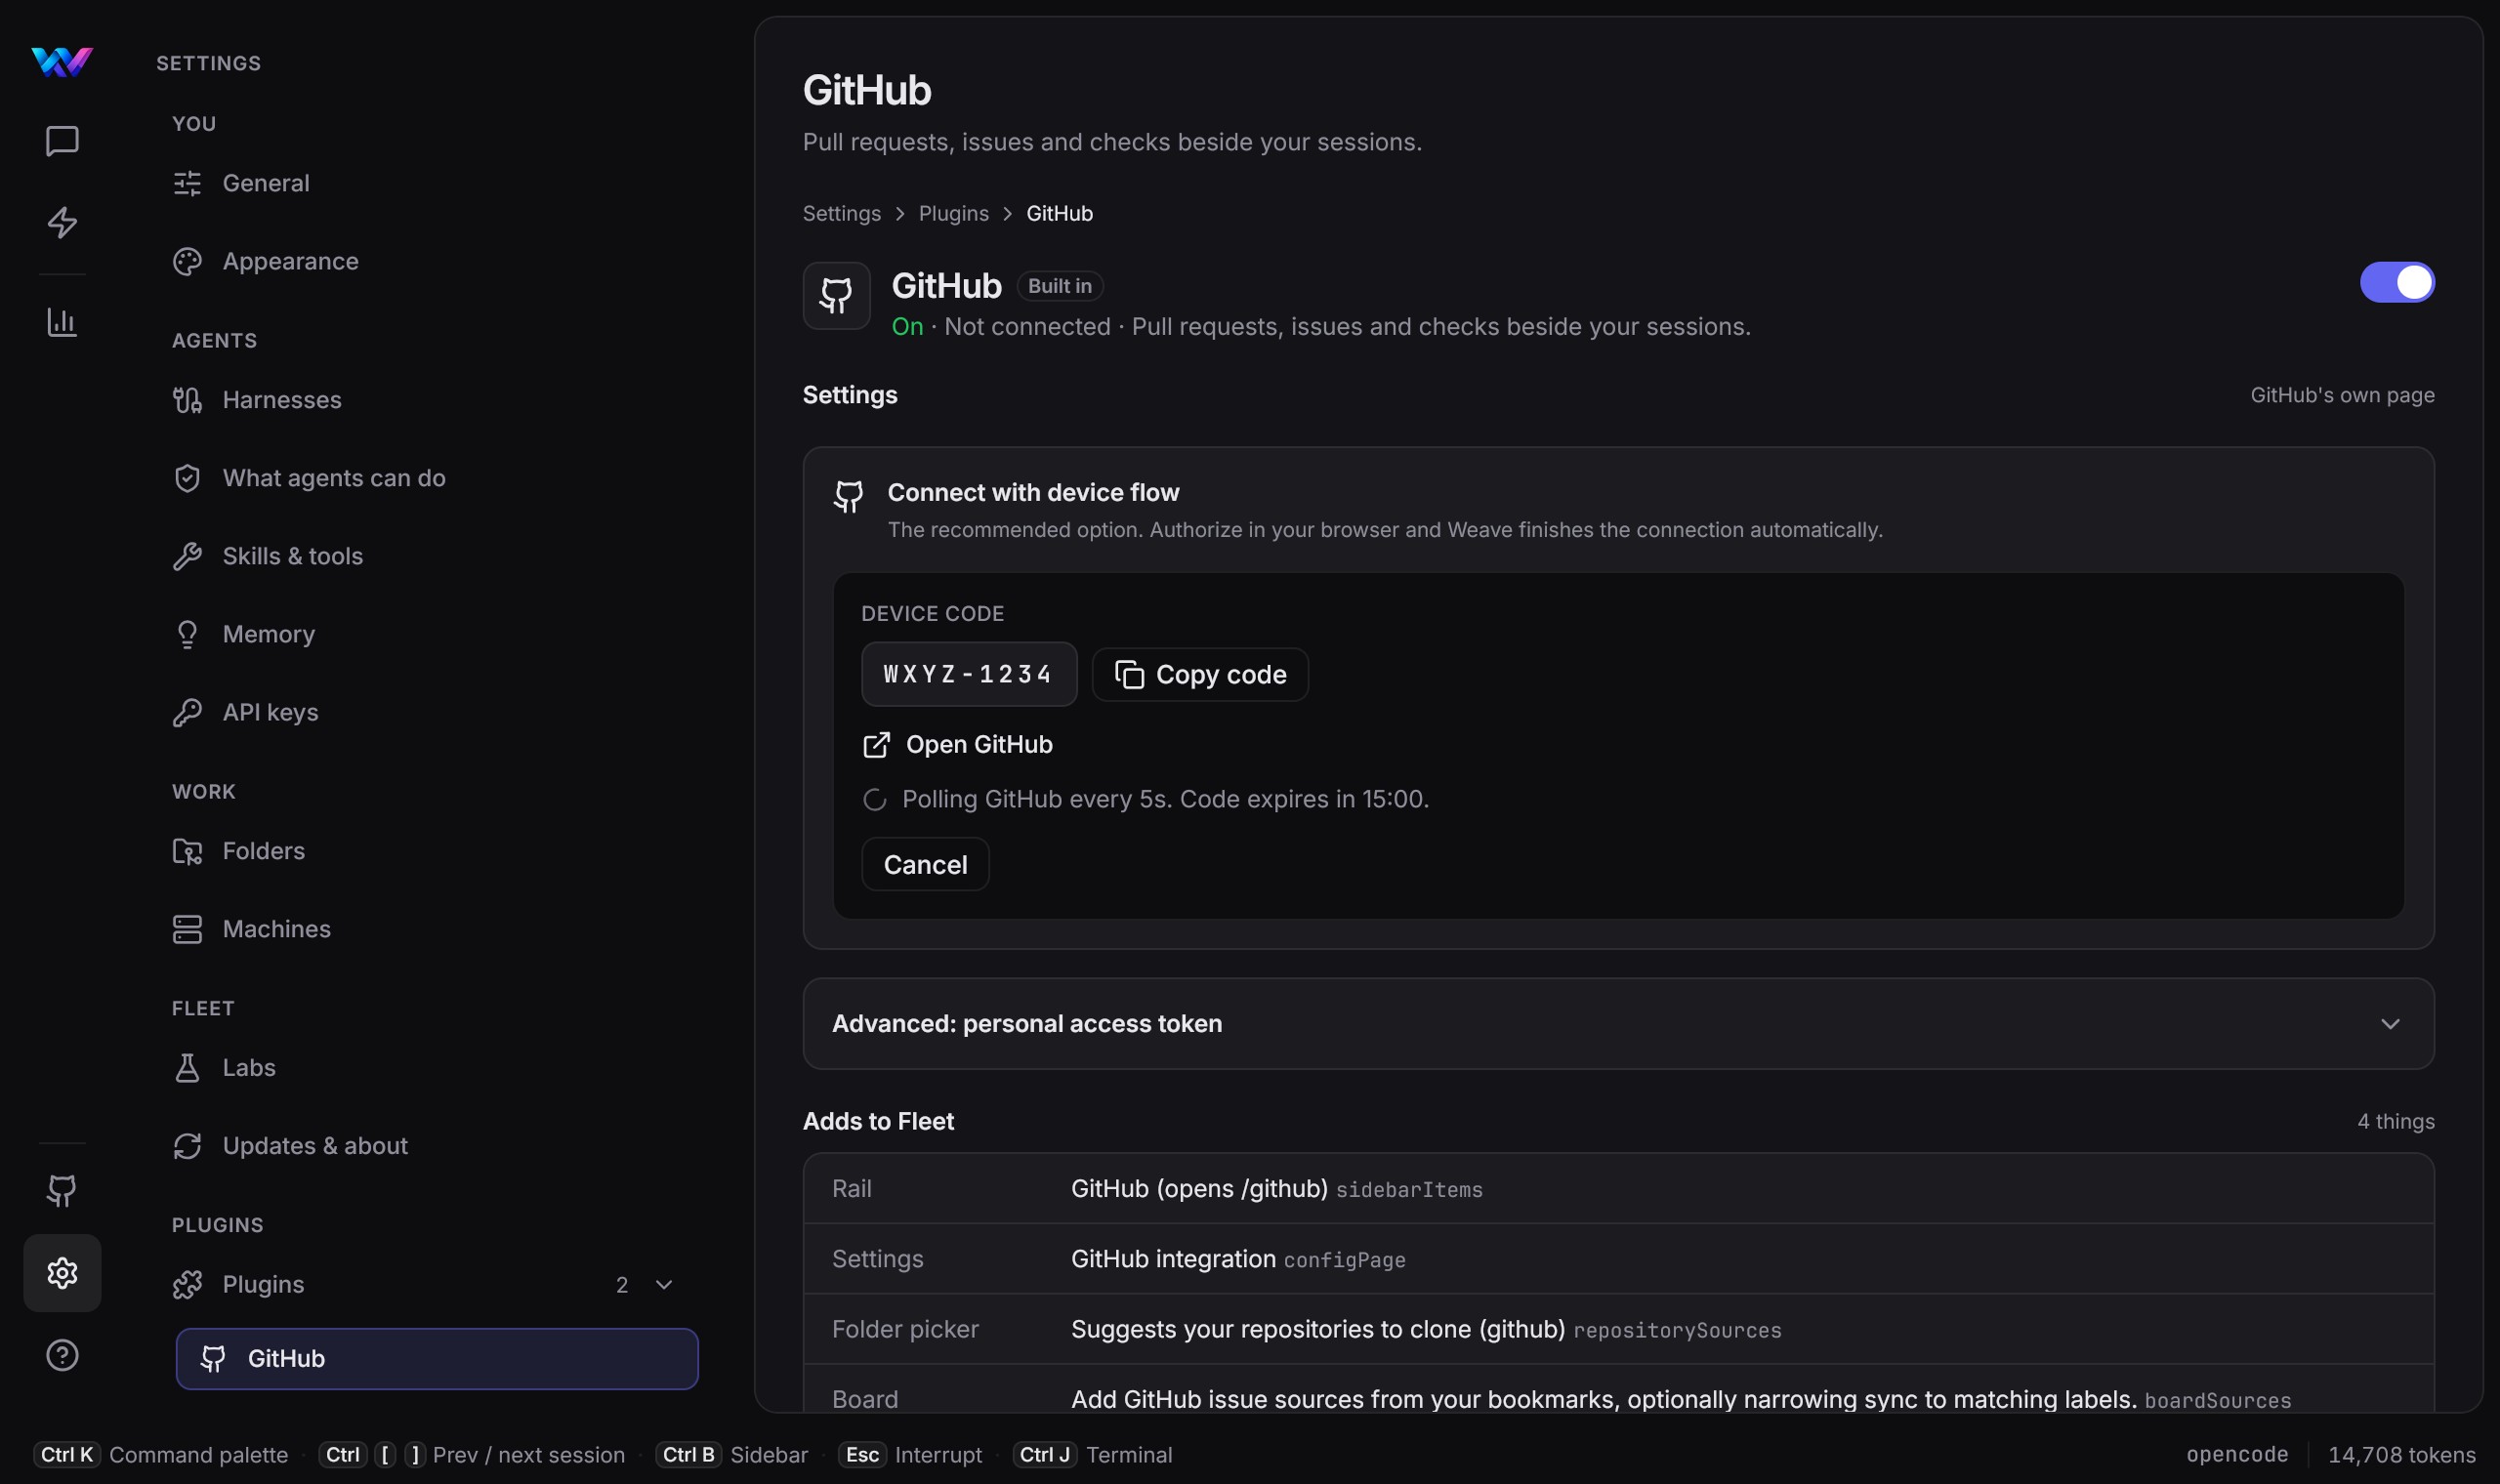 SETTINGS
YOU
General
Appearance
AGENTS
Harnesses
What agents can do
Skills & tools
Memory
API keys
WORK
Folders
Machines
FLEET
Labs
Updates & about
PLUGINS
Plugins 2
GitHub
GitHub
Pull requests, issues and checks beside your sessions.
Settings > Plugins > GitHub
GitHub Built in
On · Not connected · Pull requests, issues and checks beside your sessions.
Settings GitHub's own page
Connect with device flow
The recommended option. Authorize in your browser and Weave finishes the connection automatically.
DEVICE CODE
WXYZ-1234 Copy code
Open GitHub
Polling GitHub every 5s. Code expires in 15:00.
Cancel
Advanced: personal access token
Adds to Fleet 4 things
Rail GitHub (opens /github) sidebarItems
Settings GitHub integration configPage
Folder picker Suggests your repositories to clone (github) repositorySources
Board Add GitHub issue sources from your bookmarks, optionally narrowing sync to matching labels. boardSources
Ctrl K Command palette · Ctrl [ ] Prev / next session · Ctrl B Sidebar · Esc Interrupt · Ctrl J Terminal opencode 14,708 tokens